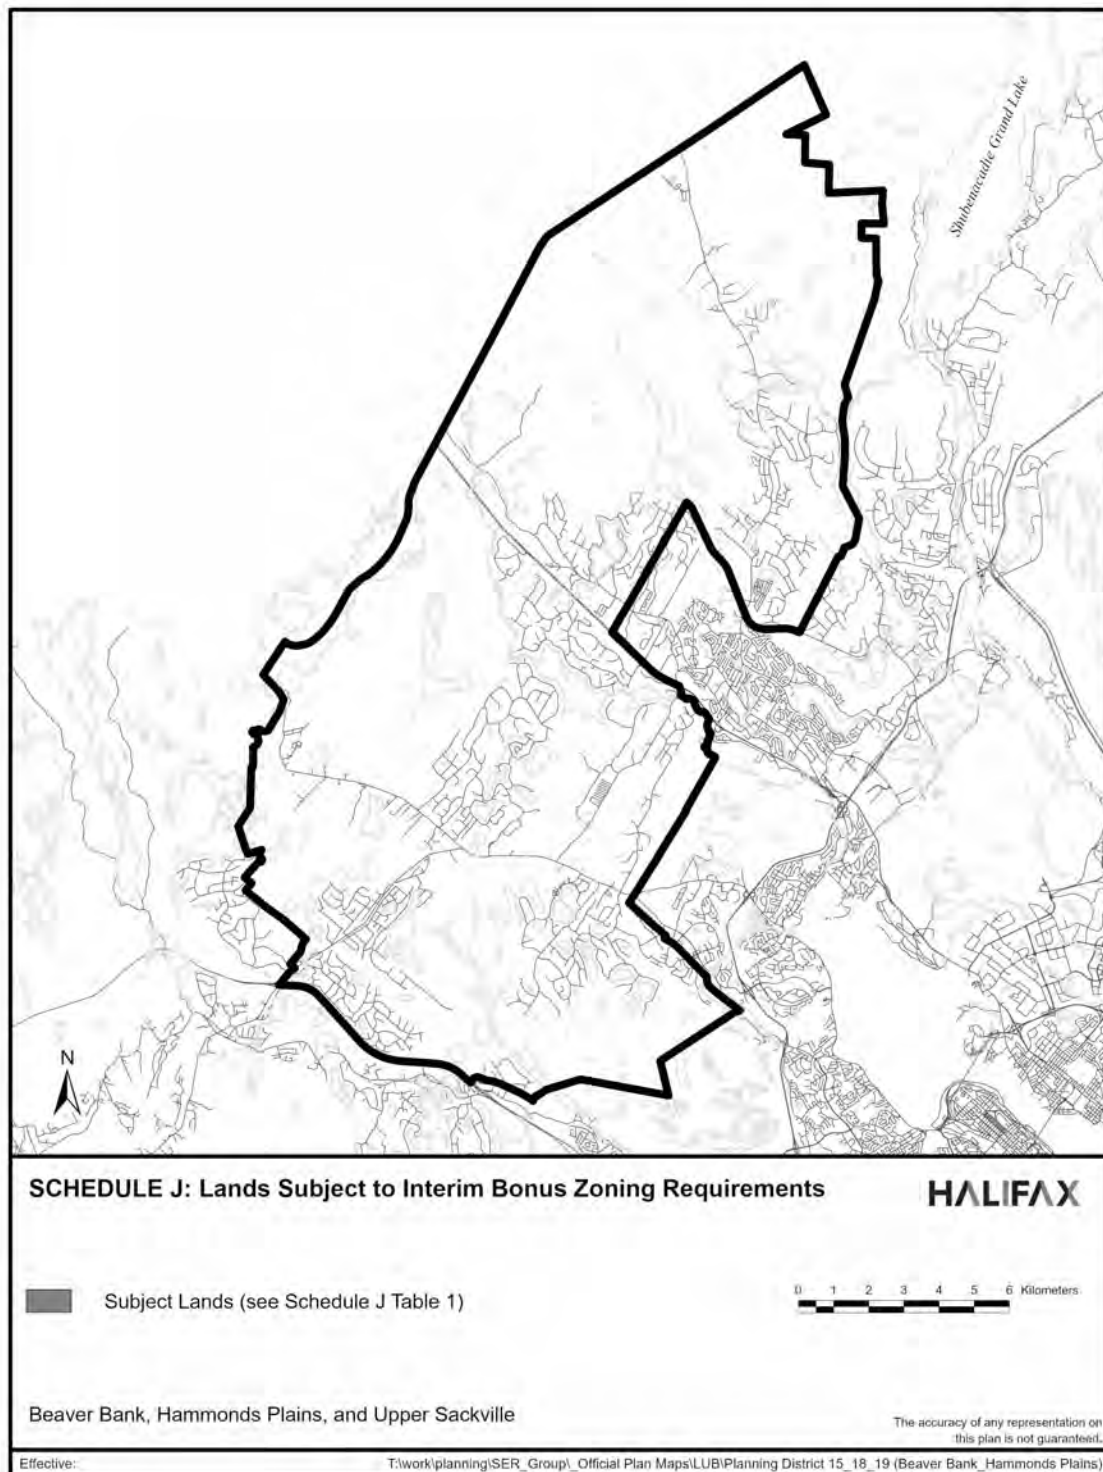 Shubenacadie Grand Lake
N
SCHEDULE J: Lands Subject to Interim Bonus Zoning Requirements
HALIFAX
Subject Lands (see Schedule J Table 1)
0 1 2 3 4 5 6 Kilometers
Beaver Bank, Hammonds Plains, and Upper Sackville
The accuracy of any representation on
this plan is not guaranteed.
Effective:
T:\work\planning\SER_Group\_Official Plan Maps\LUB\Planning District 15_18_19 (Beaver Bank_Hammonds Plains)